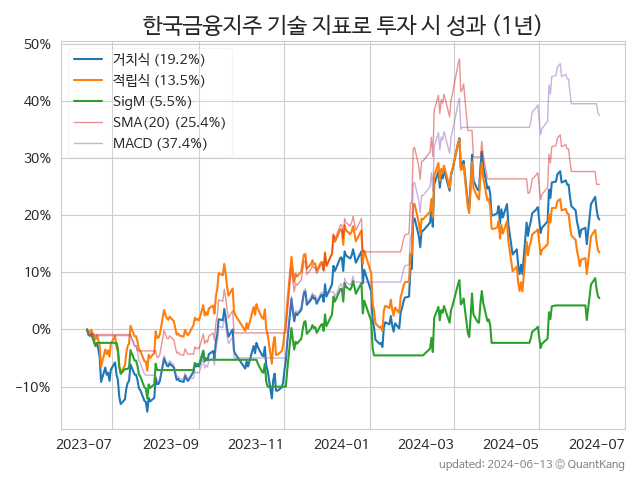 한국금융지주 기술 지표로 투자 시 성과 (1년)
50%
40%
30%
20%
10%
0%
−10%
거치식 (19.2%)
적립식 (13.5%)
SigM (5.5%)
SMA(20) (25.4%)
MACD (37.4%)
2023-07
2023-09
2023-11
2024-01
2024-03
2024-05
2024-07
updated: 2024-06-13 © QuantKang